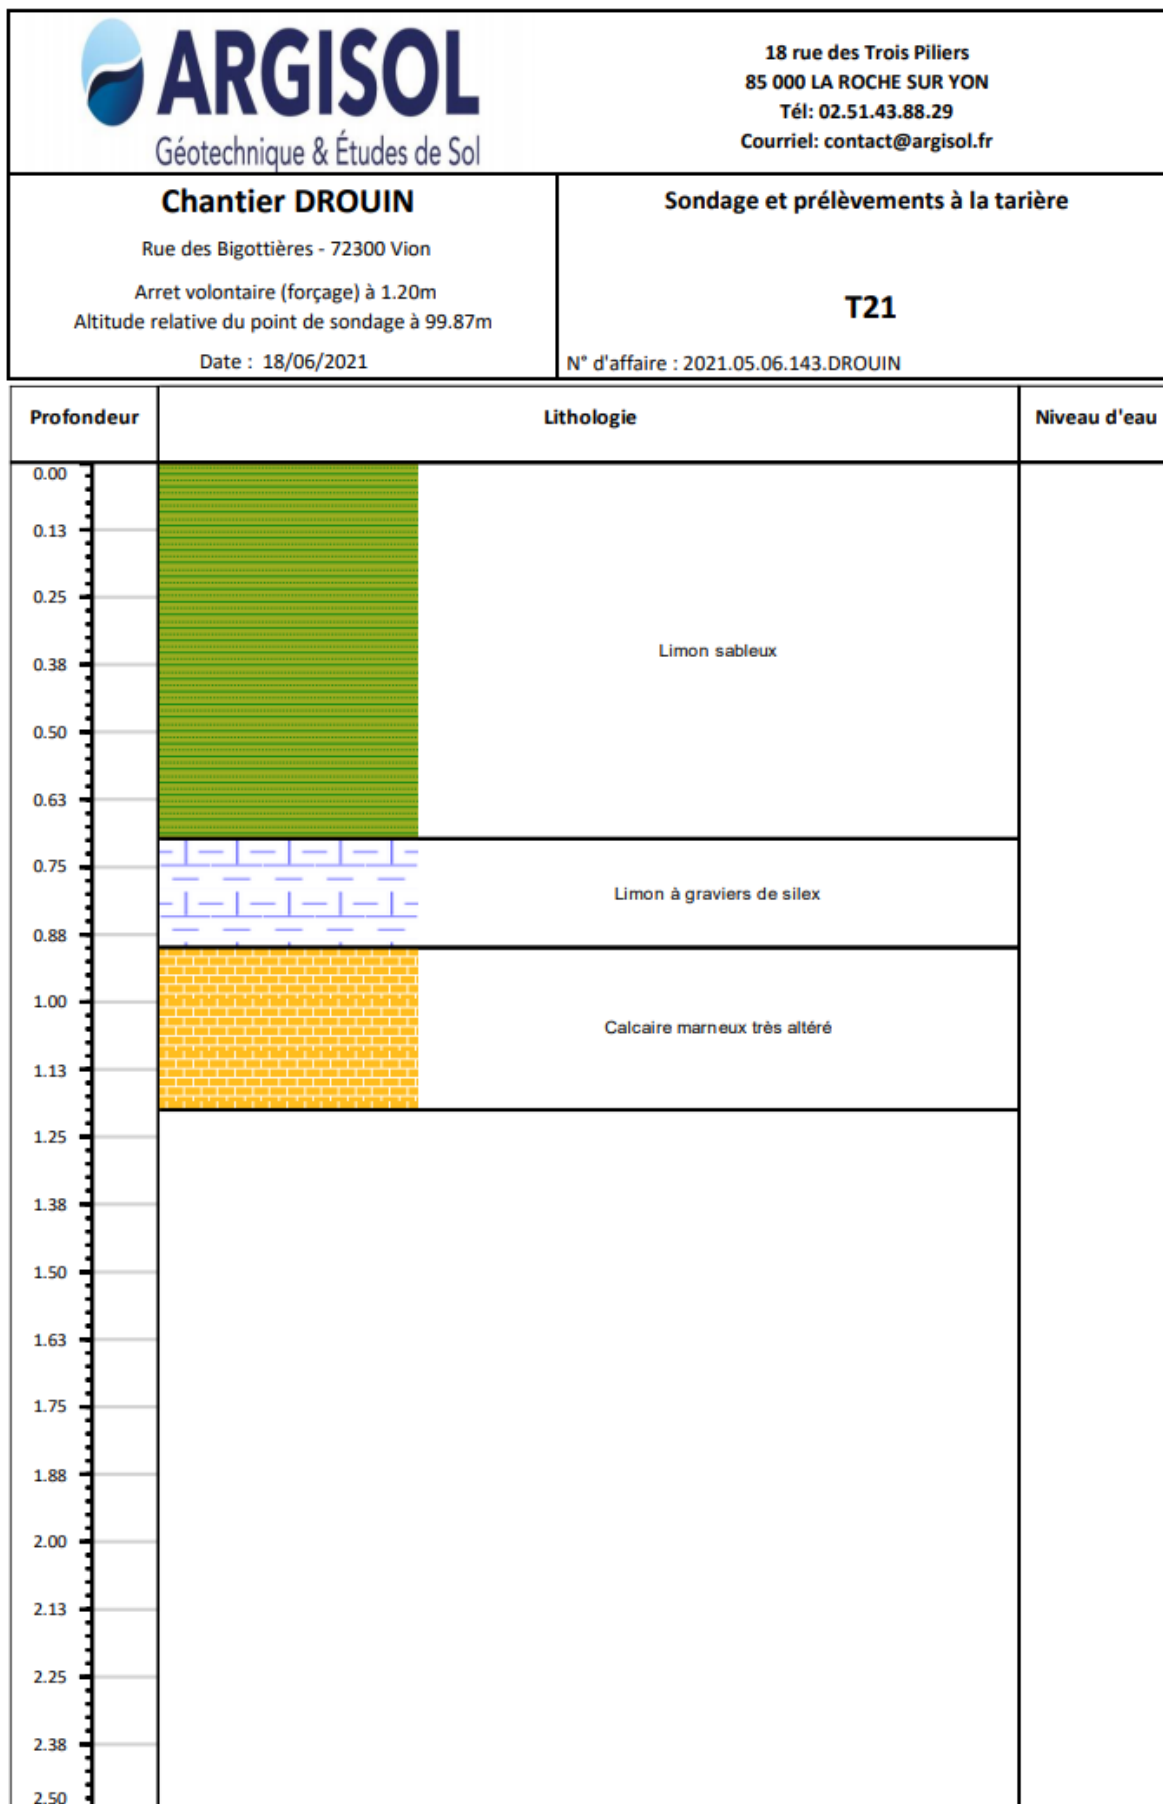 ARGISOL
Géotechnique & Études de Sol
18 rue des Trois Piliers
85 000 LA ROCHE SUR YON
Tél: 02.51.43.88.29
Courriel: contact@argisol.fr
Chantier DROUIN
Rue des Bigottières - 72300 Vion
Arret volontaire (forçage) à 1.20m
Altitude relative du point de sondage à 99.87m
Date : 18/06/2021
Sondage et prélèvements à la tarière
T21
N° d'affaire : 2021.05.06.143.DROUIN
Profondeur
Lithologie
Niveau d'eau
0.00
0.13
0.25
0.38
0.50
0.63
0.75
0.88
1.00
1.13
1.25
1.38
1.50
1.63
1.75
1.88
2.00
2.13
2.25
2.38
2.50
Limon sableux
Limon à graviers de silex
Calcaire marneux très altéré